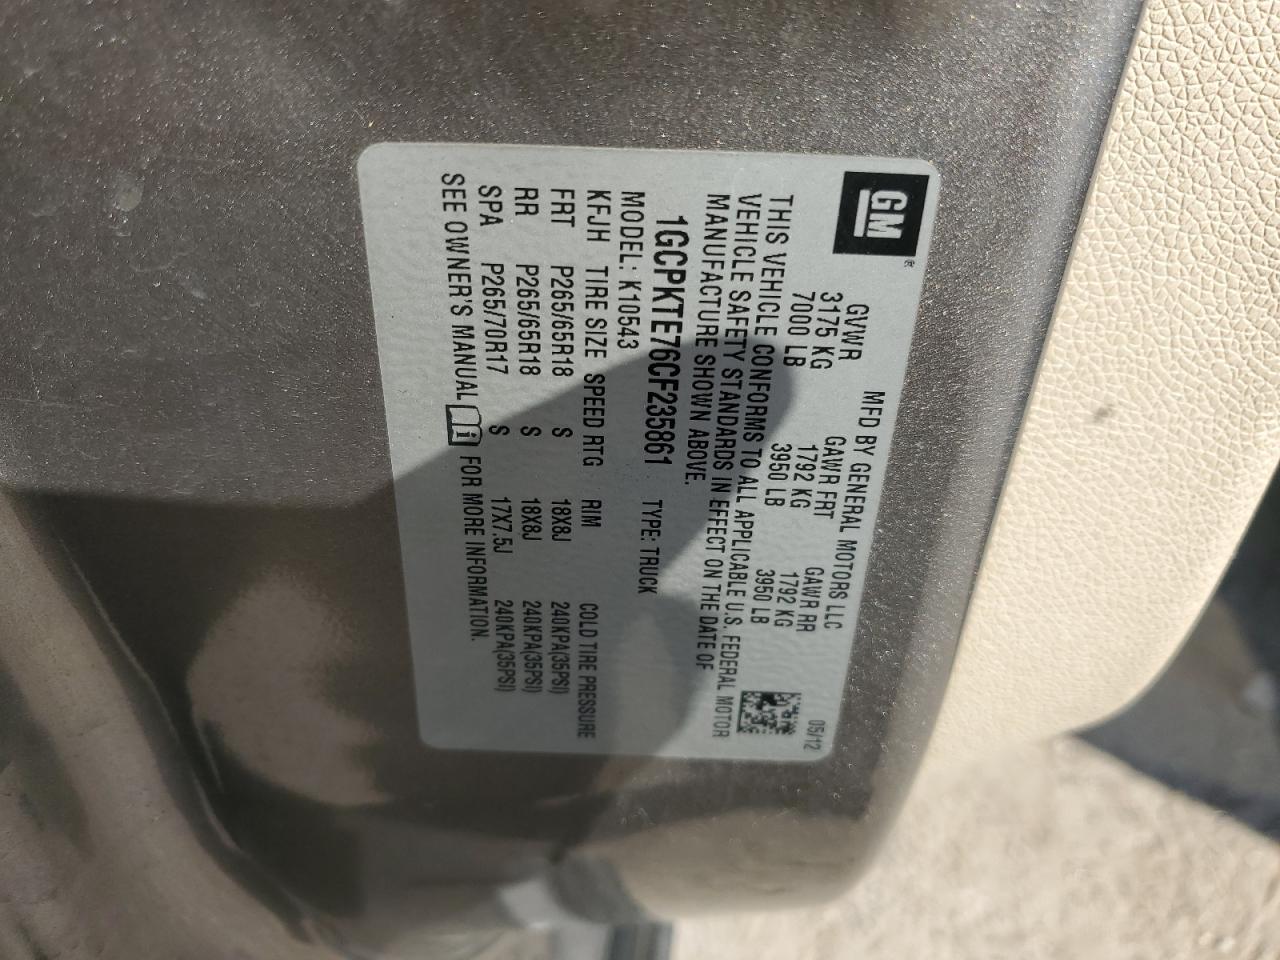 GM®
MFD BY GENERAL MOTORS LLC 05/12
GVWR GAWR FRT GAWR RR
3175 KG 1792 KG 1792 KG
7000 LB 3950 LB 3950 LB
THIS VEHICLE CONFORMS TO ALL APPLICABLE U.S. FEDERAL MOTOR
VEHICLE SAFETY STANDARDS IN EFFECT ON THE DATE OF
MANUFACTURE SHOWN ABOVE.
1GCPKTE76CF235861 TYPE: TRUCK
MODEL: K10543
KFJH TIRE SIZE SPEED RTG RIM COLD TIRE PRESSURE
FRT P265/65R18 S 18X8J 240KPA(35PSI)
RR P265/65R18 S 18X8J 240KPA(35PSI)
SPA P265/70R17 S 17X7.5J 240KPA(35PSI)
SEE OWNER'S MANUAL i FOR MORE INFORMATION.